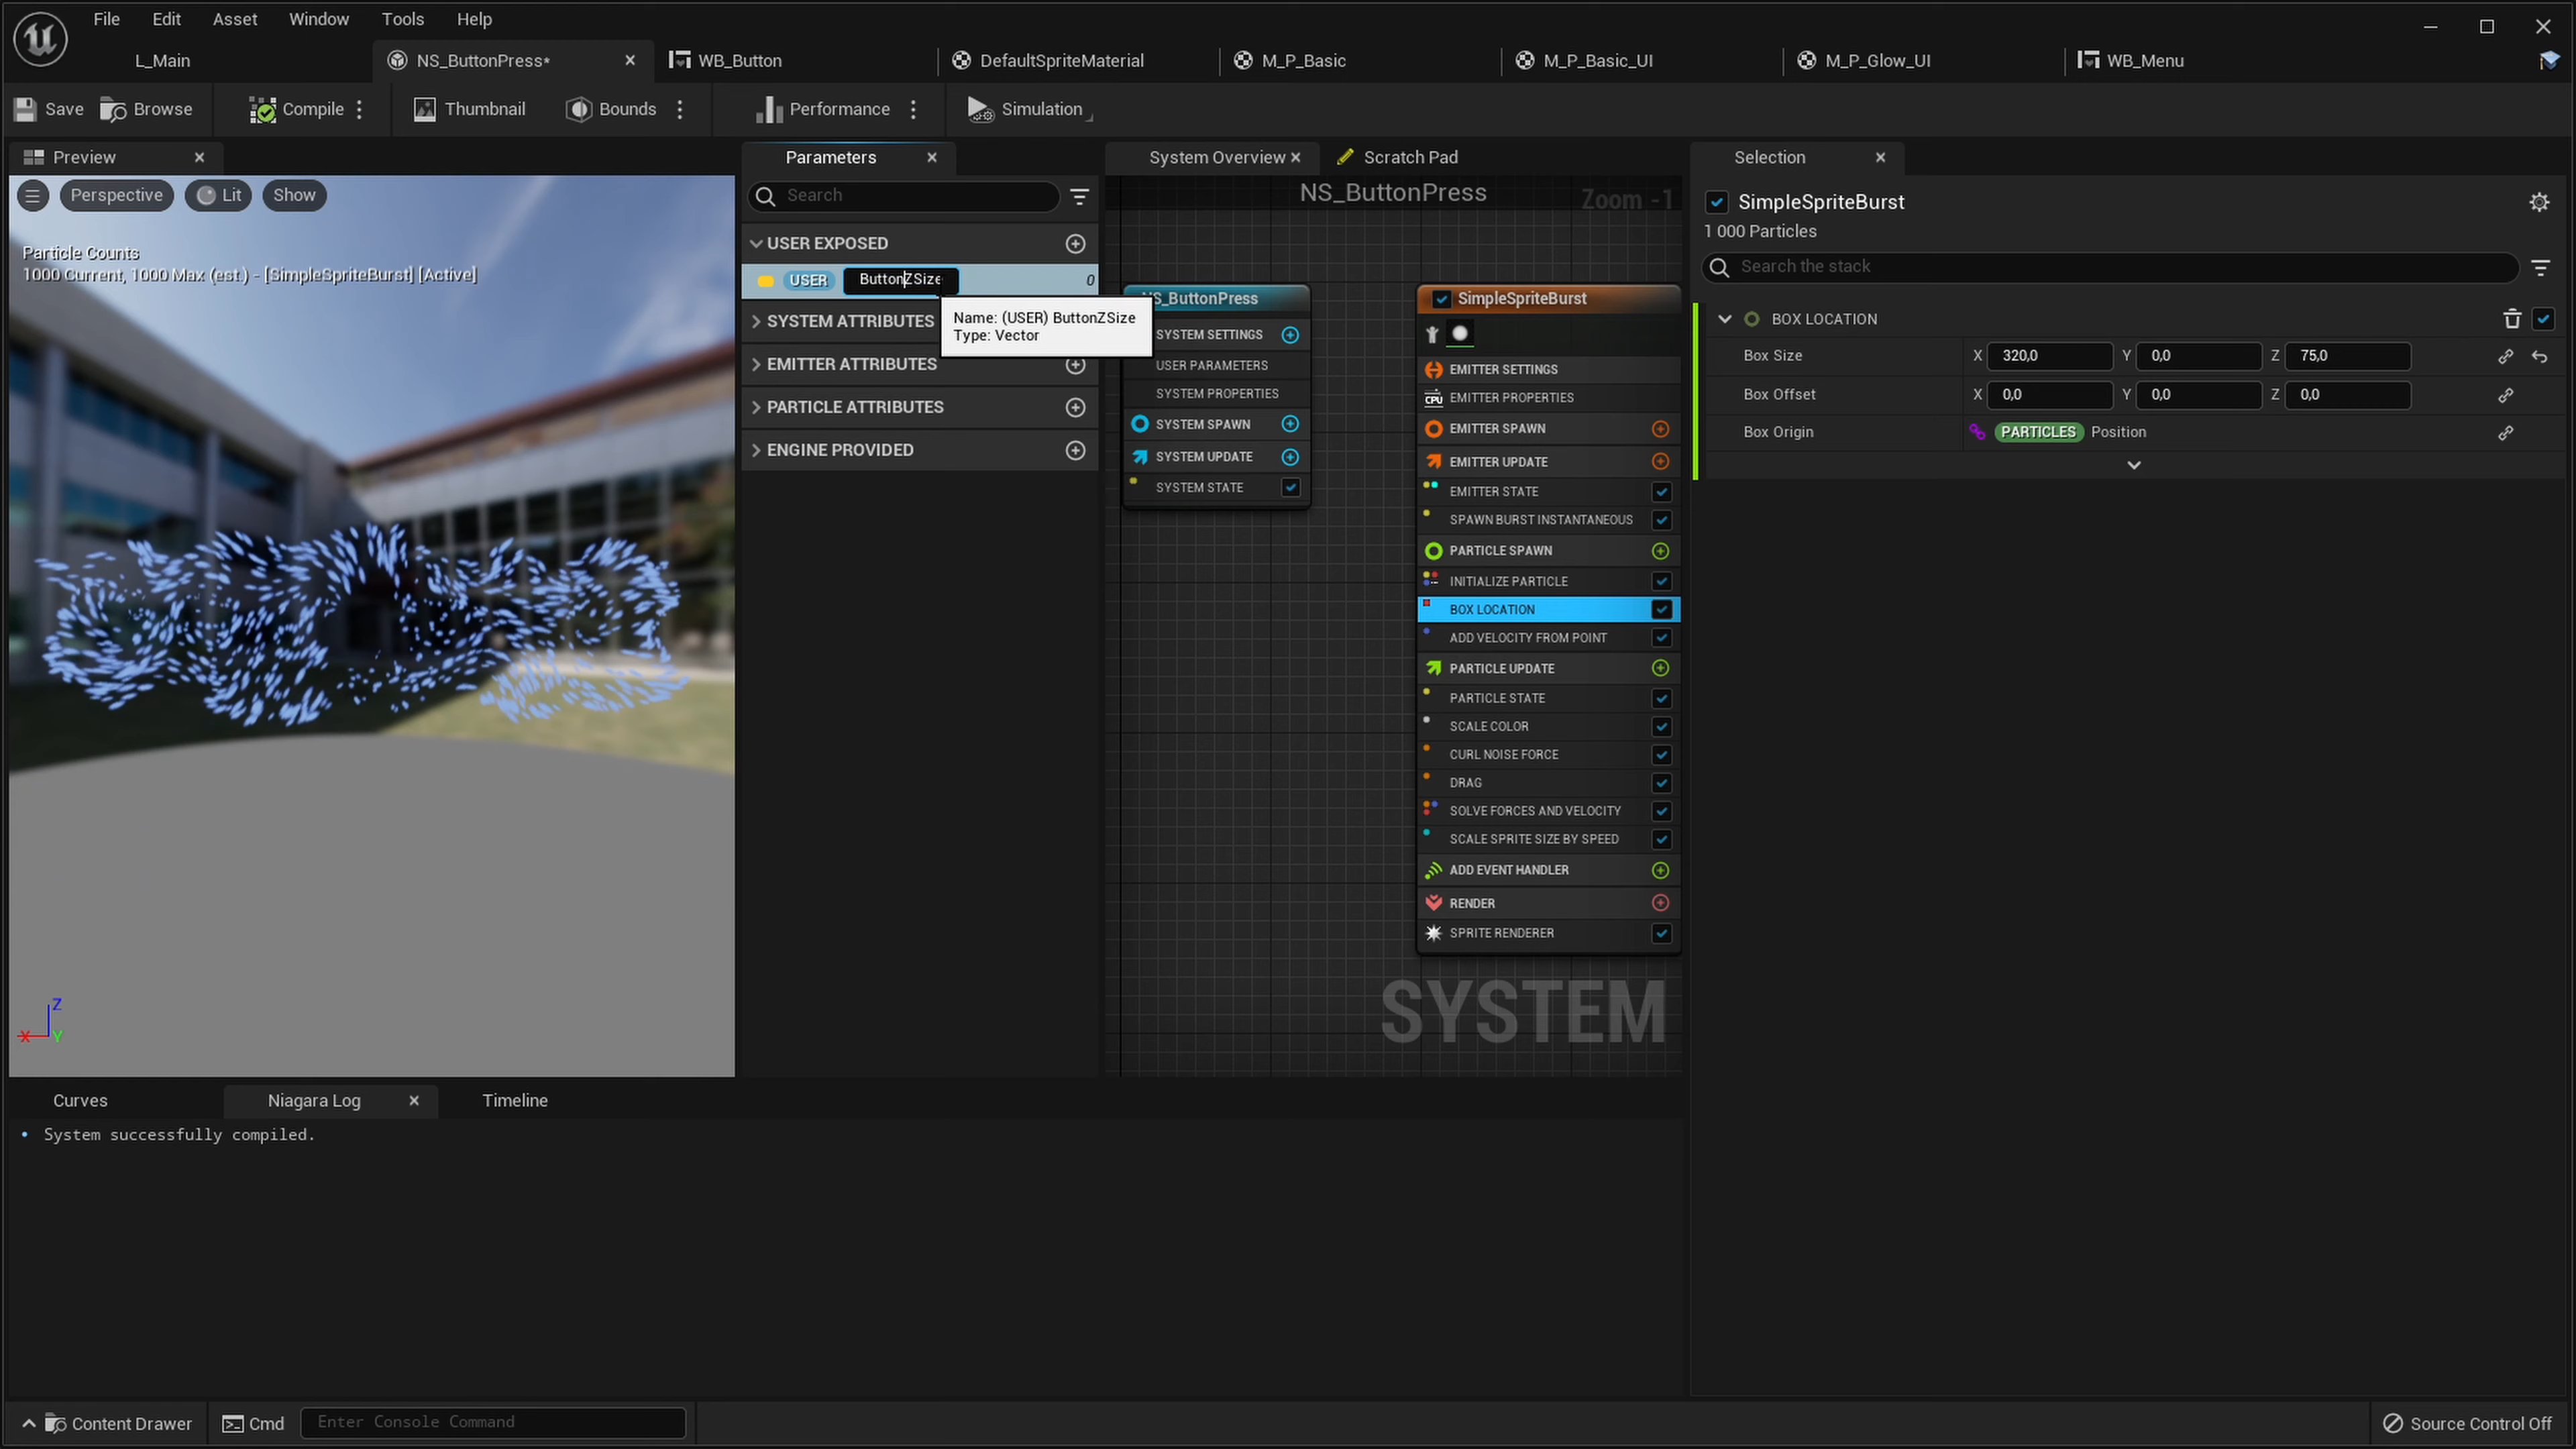 File Edit Asset Window Tools Help
L_Main NS_ButtonPress* WB_Button DefaultSpriteMaterial M_P_Basic M_P_Basic_UI M_P_Glow_UI WB_Menu
Save Browse Compile Thumbnail Bounds Performance Simulation
Preview
Perspective Lit Show
Particle Counts
1000 Current, 1000 Max (est.) - [SimpleSpriteBurst] [Active]
Z
X Y
Parameters
Search
USER EXPOSED
USER ButtonZSize 0
Name: (USER) ButtonZSize
Type: Vector
SYSTEM ATTRIBUTES
EMITTER ATTRIBUTES
PARTICLE ATTRIBUTES
ENGINE PROVIDED
System Overview Scratch Pad
NS_ButtonPress Zoom -1
S_ButtonPress
SYSTEM SETTINGS
USER PARAMETERS
SYSTEM PROPERTIES
SYSTEM SPAWN
SYSTEM UPDATE
SYSTEM STATE
SimpleSpriteBurst
EMITTER SETTINGS
CPU EMITTER PROPERTIES
EMITTER SPAWN
EMITTER UPDATE
EMITTER STATE
SPAWN BURST INSTANTANEOUS
PARTICLE SPAWN
INITIALIZE PARTICLE
BOX LOCATION
ADD VELOCITY FROM POINT
PARTICLE UPDATE
PARTICLE STATE
SCALE COLOR
CURL NOISE FORCE
DRAG
SOLVE FORCES AND VELOCITY
SCALE SPRITE SIZE BY SPEED
ADD EVENT HANDLER
RENDER
SPRITE RENDERER
SYSTEM
Selection
SimpleSpriteBurst
1 000 Particles
Search the stack
BOX LOCATION
Box Size X 320,0 Y 0,0 Z 75,0
Box Offset X 0,0 Y 0,0 Z 0,0
Box Origin PARTICLES Position
Curves Niagara Log Timeline
System successfully compiled.
Content Drawer Cmd Enter Console Command Source Control Off